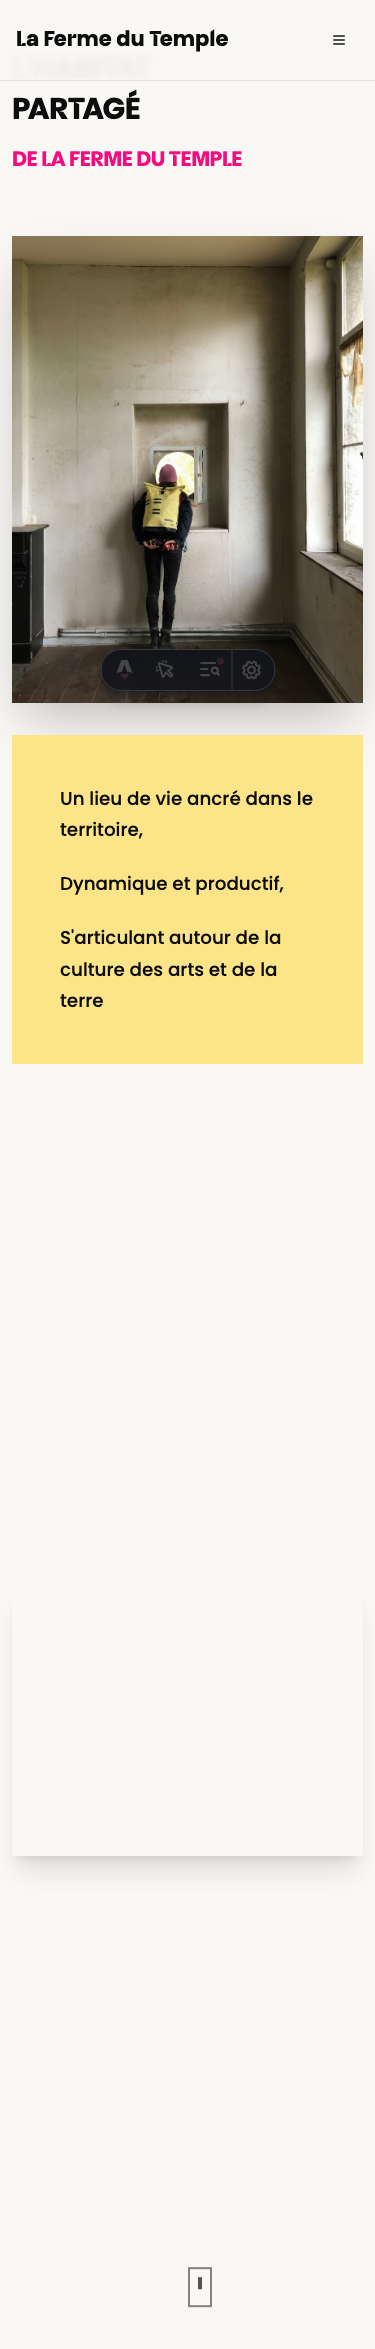 La Ferme du Temple
L'HABITAT
PARTAGÉ
DE LA FERME DU TEMPLE
Un lieu de vie ancré dans le
territoire,
Dynamique et productif,
S'articulant autour de la
culture des arts et de la
terre